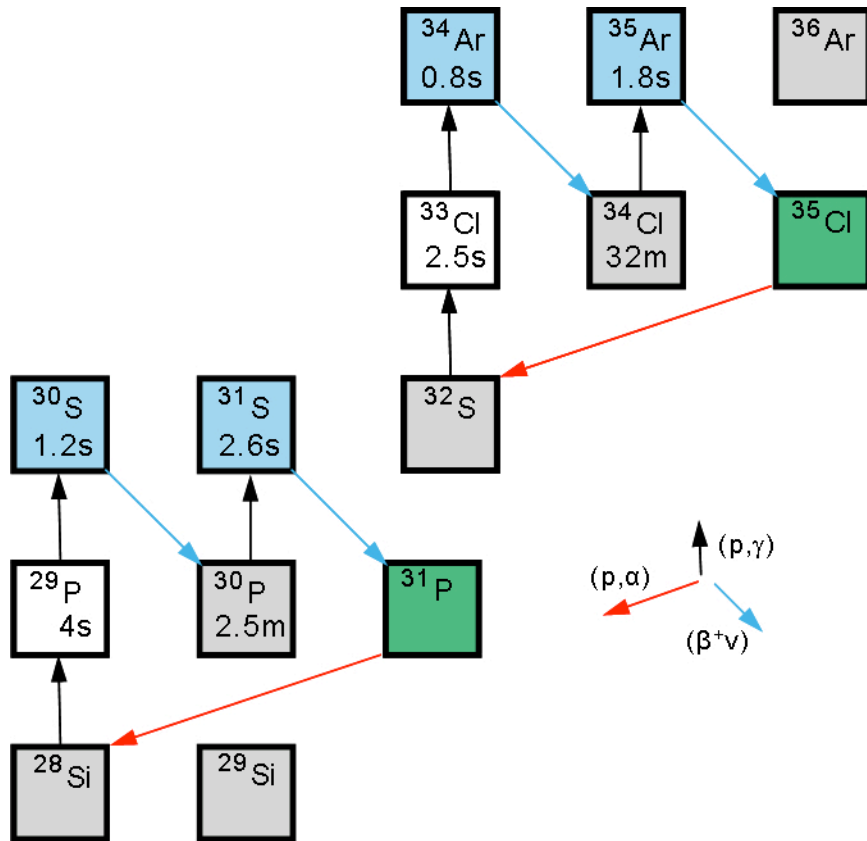 ³⁴Ar
0.8s
³⁵Ar
1.8s
³⁶Ar
³³Cl
2.5s
³⁴Cl
32m
³⁵Cl
³²S
³⁰S
1.2s
³¹S
2.6s
²⁹P
4s
³⁰P
2.5m
³¹P
(p,γ)
(p,α)
(β⁺ν)
²⁸Si
²⁹Si